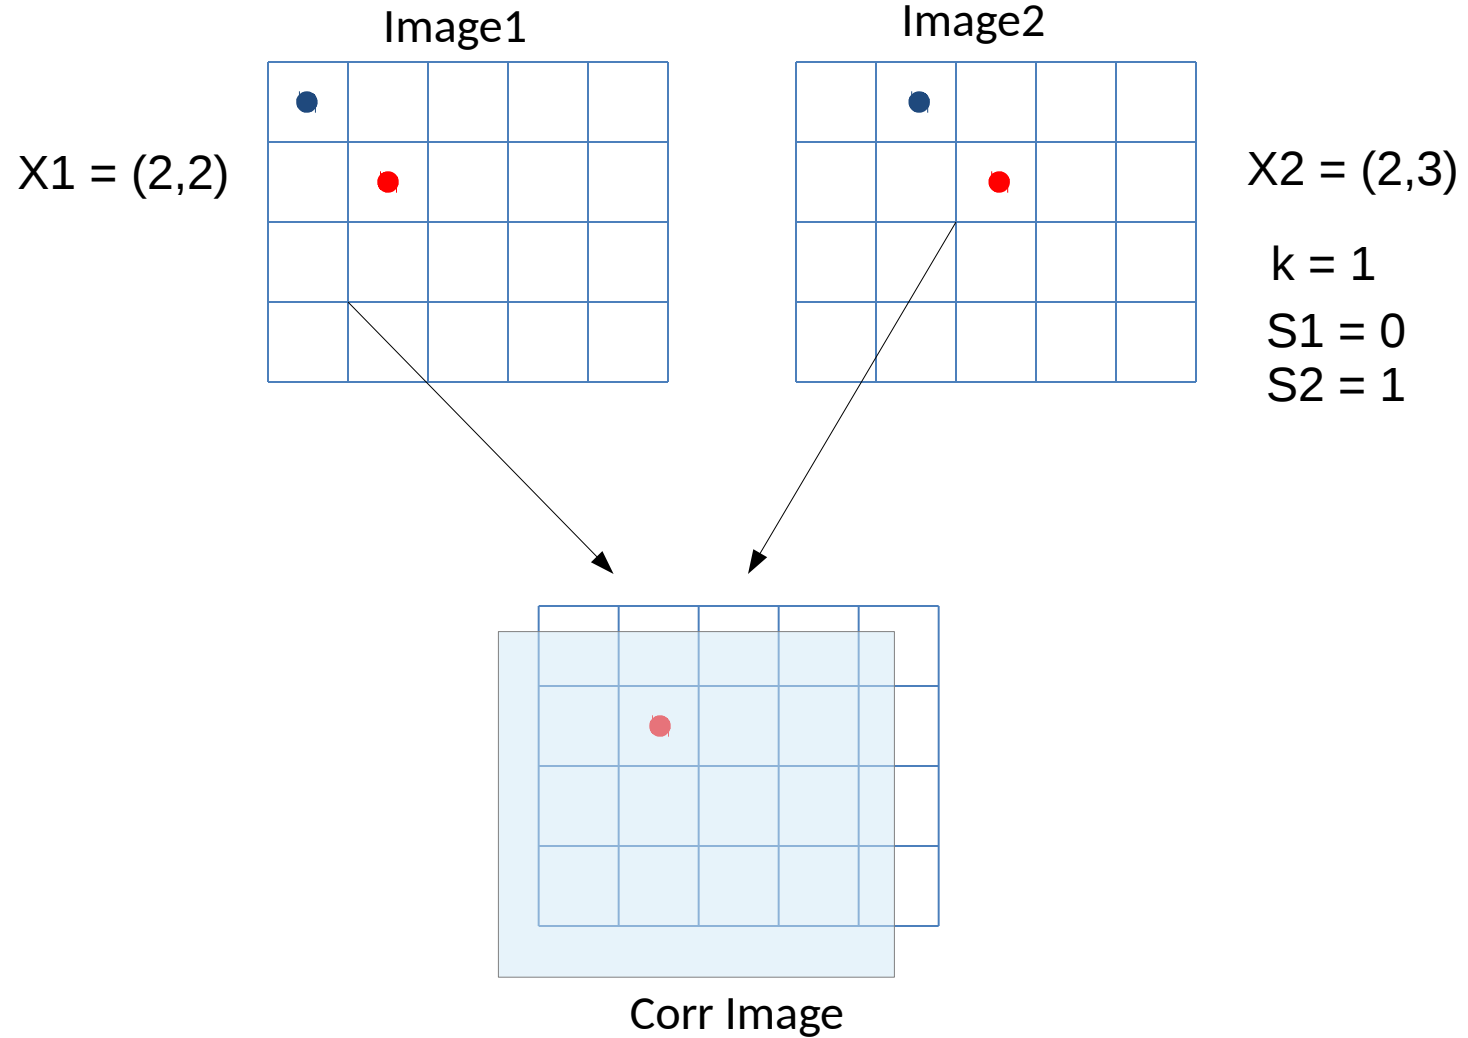 Image1
Image2
X1 = (2,2)
X2 = (2,3)
k = 1
S1 = 0
S2 = 1
Corr Image